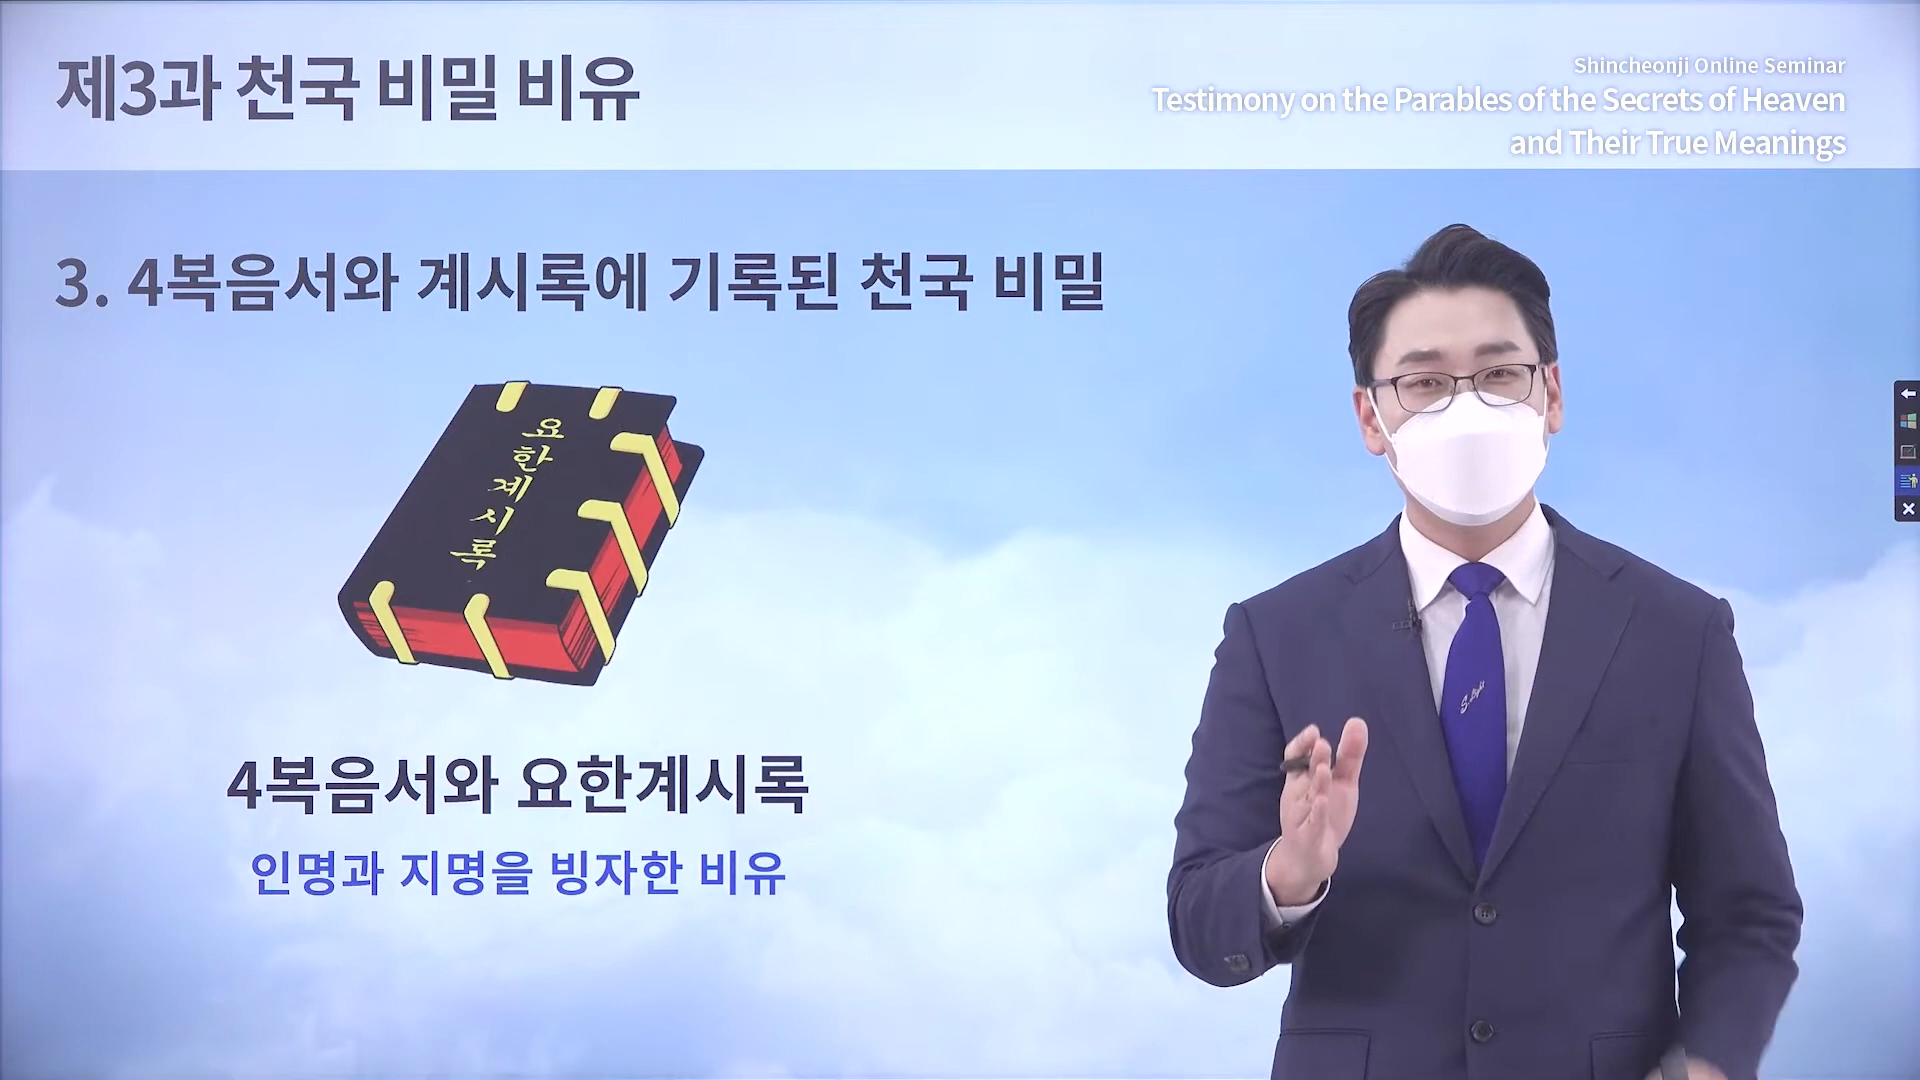 제3과 천국 비밀 비유
Shincheonji Online Seminar
Testimony on the Parables of the Secrets of Heaven
and Their True Meanings
3. 4복음서와 계시록에 기록된 천국 비밀
요한계시록
S. Light
4복음서와 요한계시록
인명과 지명을 빙자한 비유